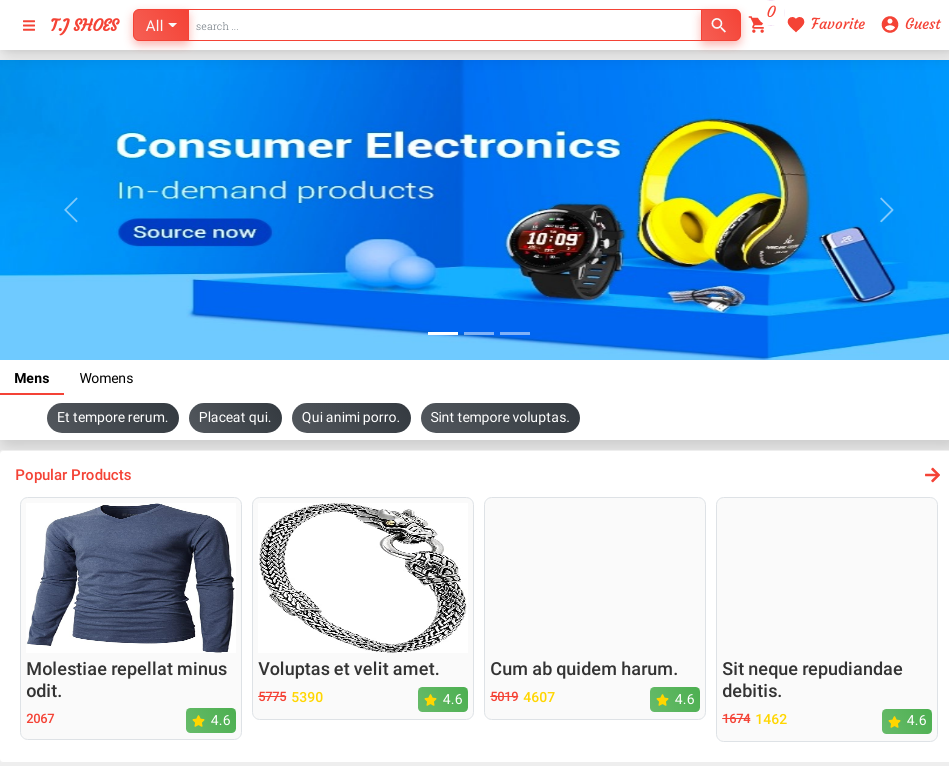 T.J SHOES All search ... 0 Favorite Guest
Consumer Electronics
In-demand products
Source now
10:09
Mens Womens
Et tempore rerum. Placeat qui. Qui animi porro. Sint tempore voluptas.
Popular Products
Molestiae repellat minus odit.
2067 4.6
Voluptas et velit amet.
5775 5390 4.6
Cum ab quidem harum.
5019 4607 4.6
Sit neque repudiandae debitis.
1674 1462 4.6